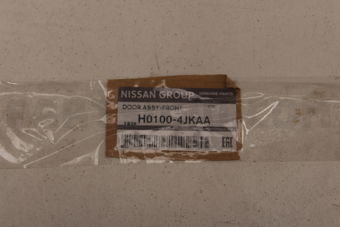 NISSAN GROUP GENUINE PARTS
DOOR ASSY-FRONT
H0100-4JKAA
EAC